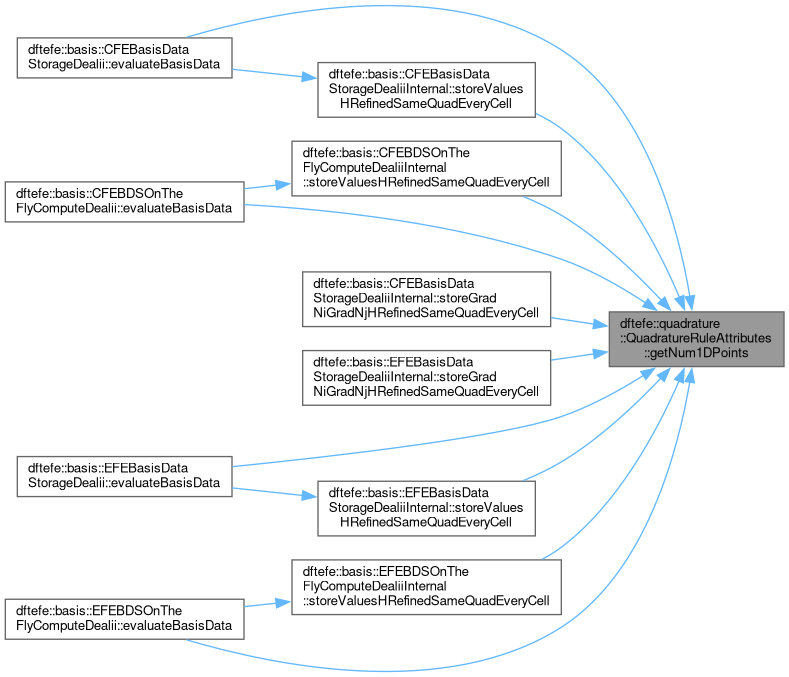 dftefe::basis::CFEBasisData
StorageDealii::evaluateBasisData
dftefe::basis::CFEBasisData
StorageDealiiInternal::storeValues
HRefinedSameQuadEveryCell
dftefe::basis::CFEBDSOnThe
FlyComputeDealiiInternal
::storeValuesHRefinedSameQuadEveryCell
dftefe::basis::CFEBDSOnThe
FlyComputeDealii::evaluateBasisData
dftefe::basis::CFEBasisData
StorageDealiiInternal::storeGrad
NiGradNjHRefinedSameQuadEveryCell
dftefe::quadrature
::QuadratureRuleAttributes
::getNum1DPoints
dftefe::basis::EFEBasisData
StorageDealiiInternal::storeGrad
NiGradNjHRefinedSameQuadEveryCell
dftefe::basis::EFEBasisData
StorageDealii::evaluateBasisData
dftefe::basis::EFEBasisData
StorageDealiiInternal::storeValues
HRefinedSameQuadEveryCell
dftefe::basis::EFEBDSOnThe
FlyComputeDealiiInternal
::storeValuesHRefinedSameQuadEveryCell
dftefe::basis::EFEBDSOnThe
FlyComputeDealii::evaluateBasisData